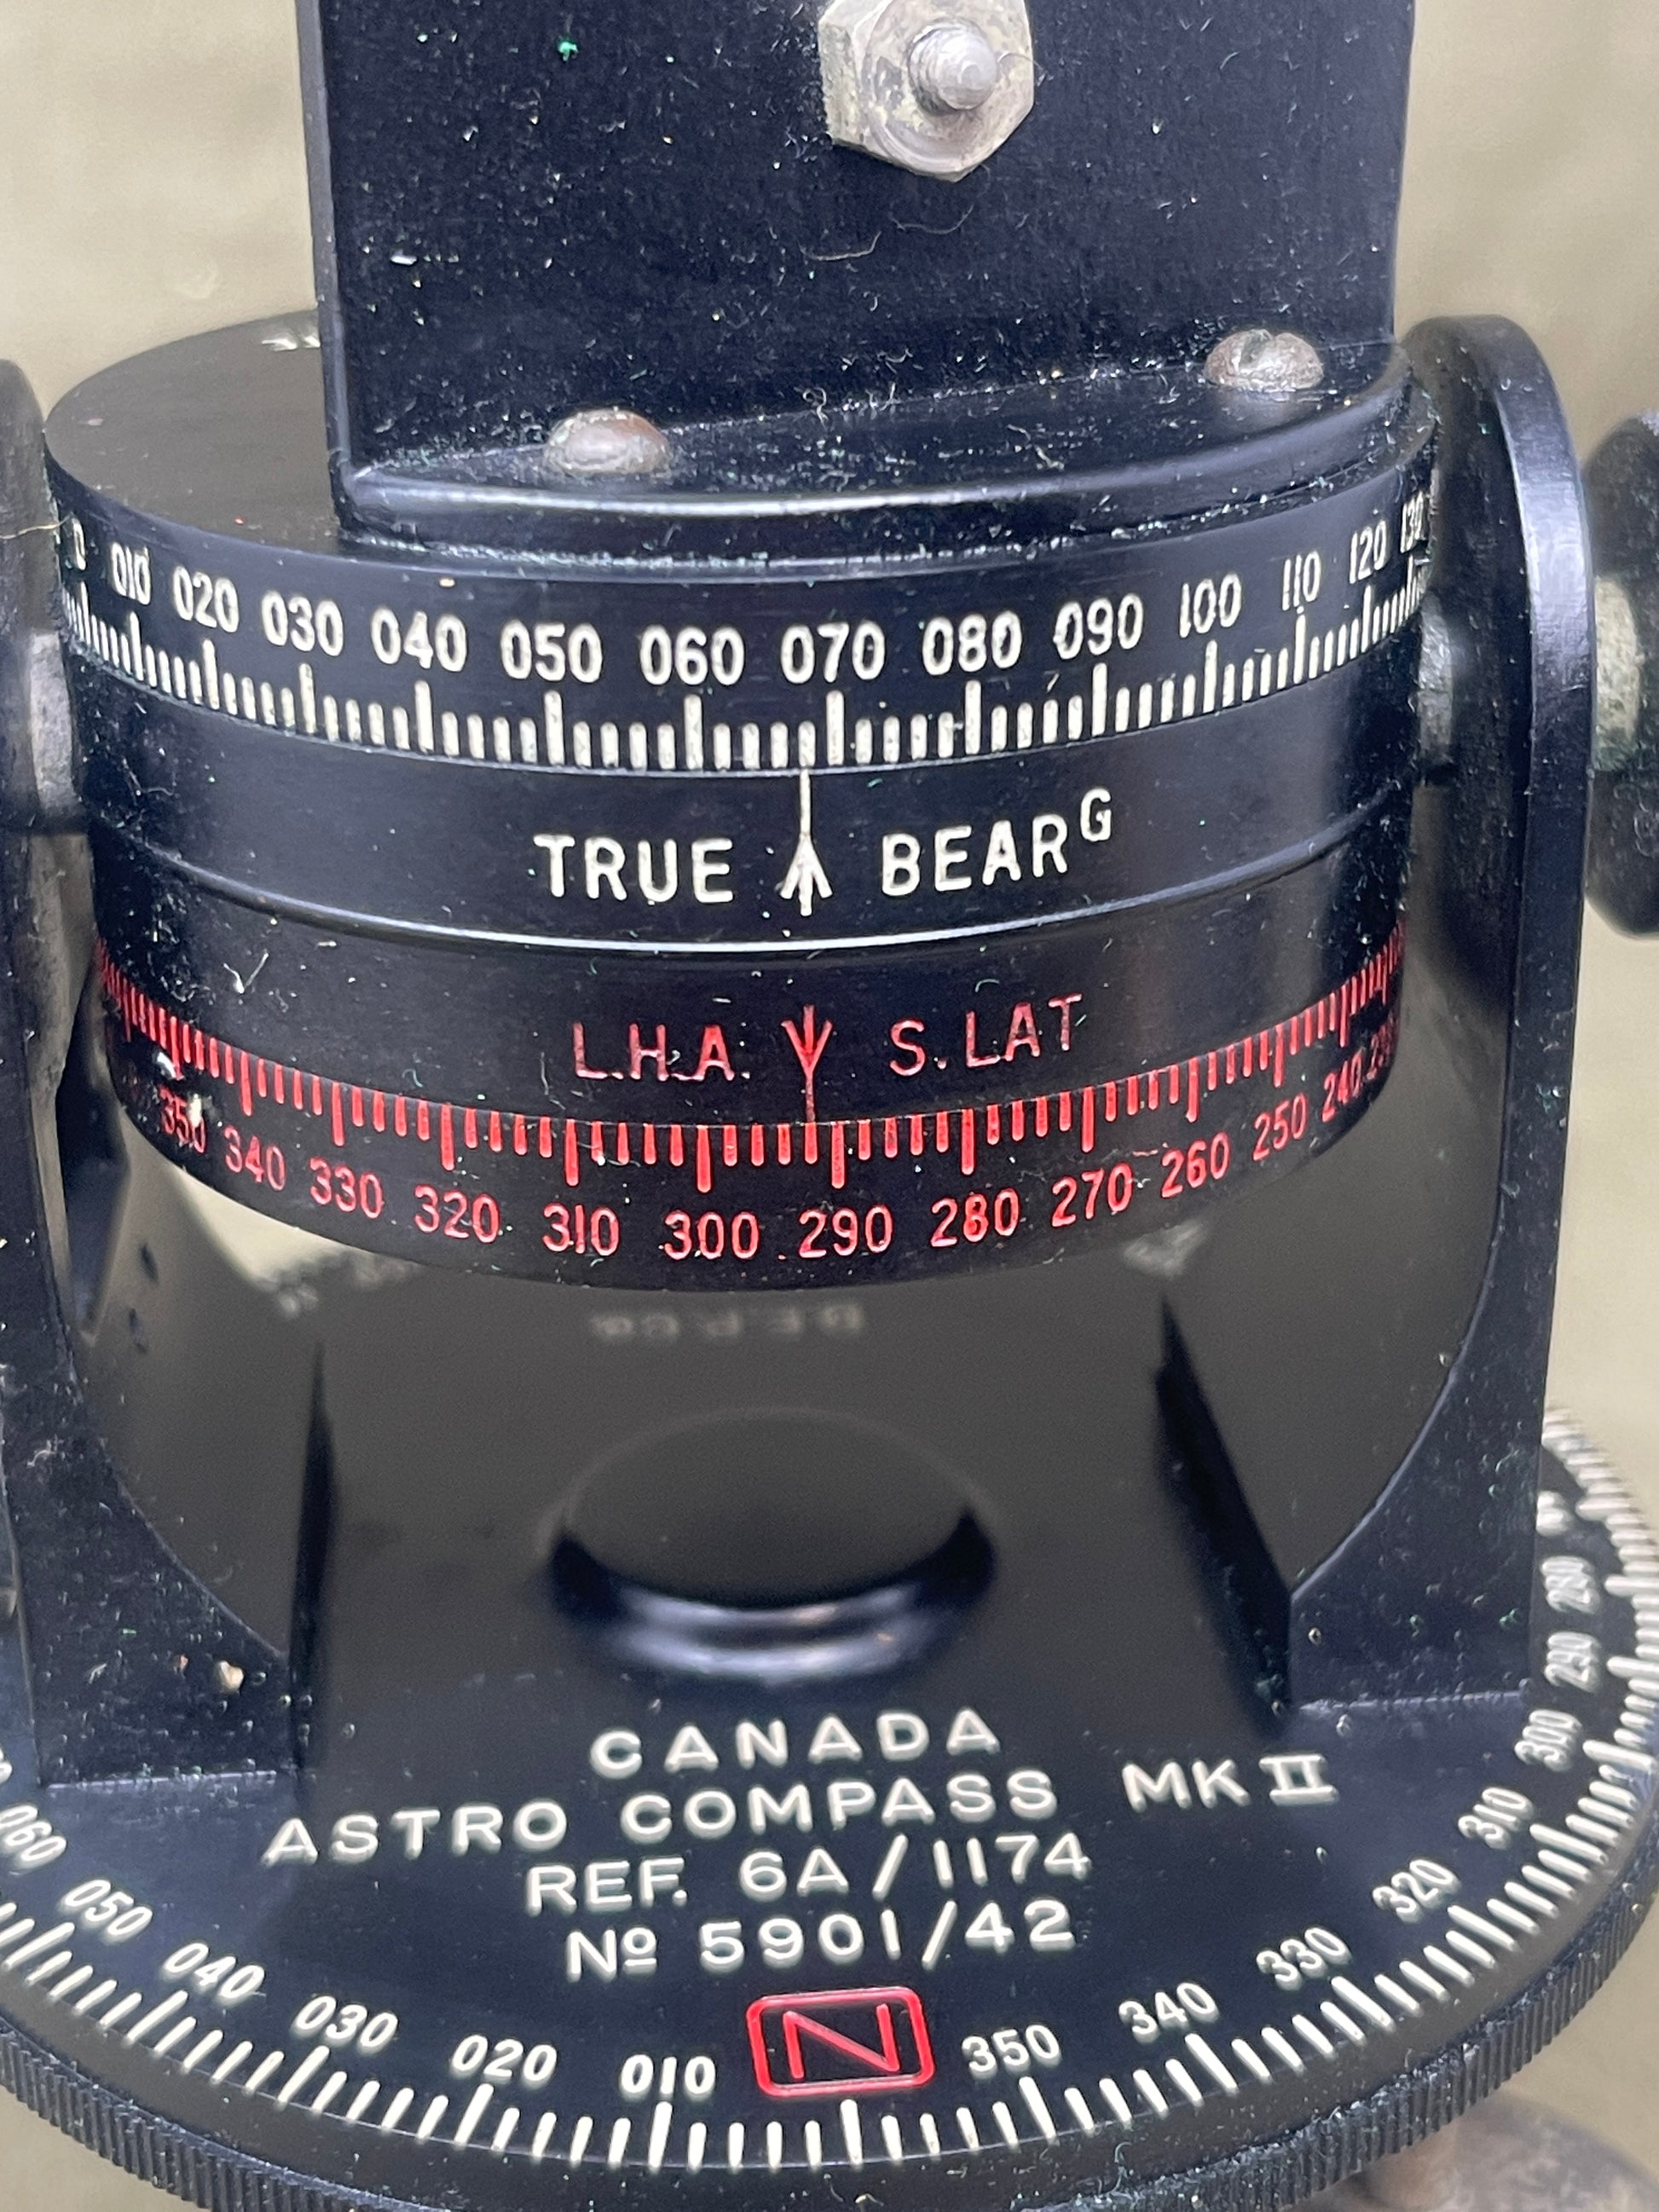 010 020 030 040 050 060 070 080 090 100 110 120 130
TRUE BEARG
L.H.A. S. LAT
350 340 330 320 310 300 290 280 270 260 250 240
CANADA
ASTRO COMPASS MK II
REF. 6A/1174
Nº 5901/42
060 050 040 030 020 010 N 350 340 330 320 310 300 290 280